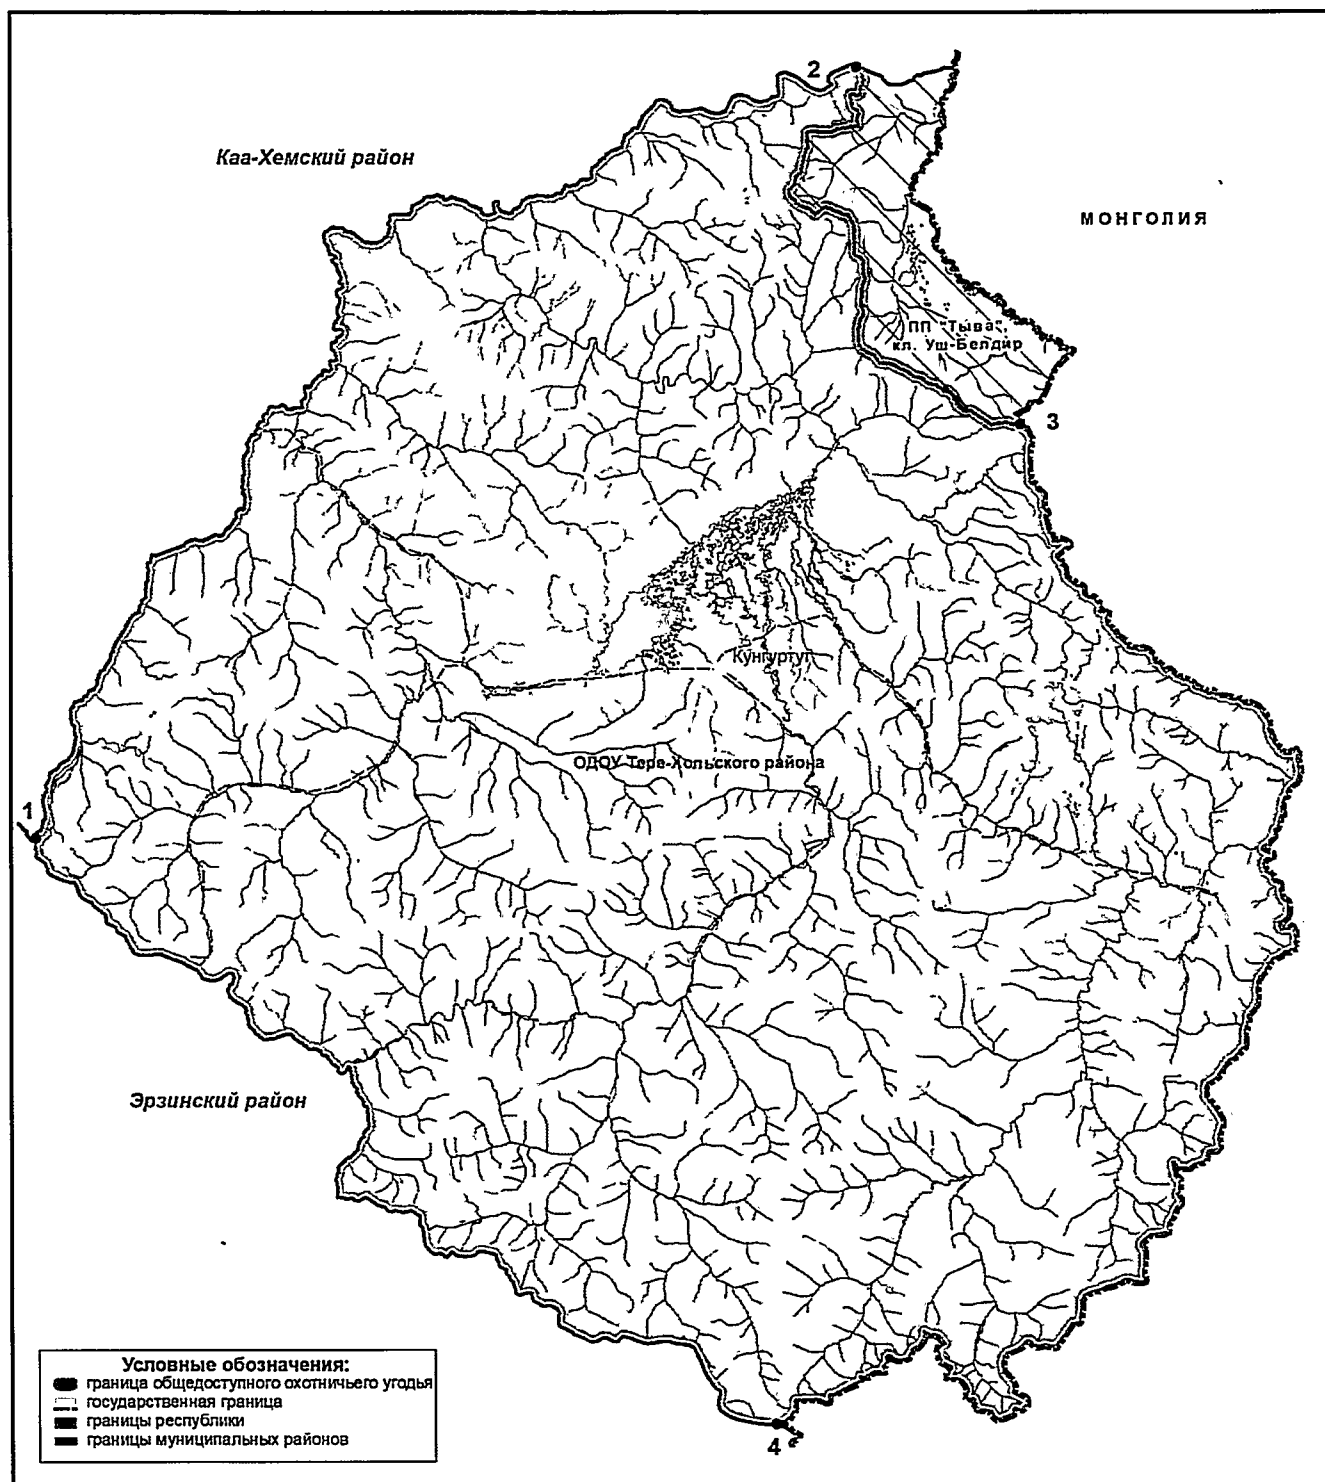 2
Каа-Хемский район
МОНГОЛИЯ
ПП "Тыва",
кл. Уш-Белдир
3
Кунгуртуг
ОДОУ Тере-Хольского района
1
Эрзинский район
Условные обозначения:
граница общедоступного охотничьего угодья
государственная граница
границы республики
границы муниципальных районов
4